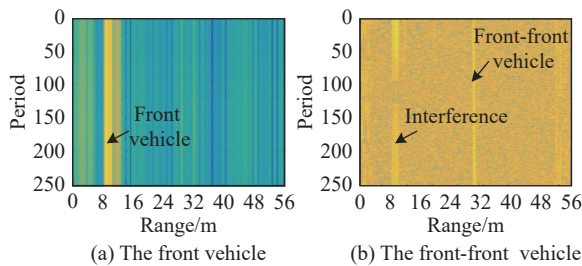 0
50
100
150
200
250
Period
Front
vehicle
0 8 16 24 32 40 48 56
Range/m
(a) The front vehicle
0
50
100
150
200
250
Period
Front-front
vehicle
Interference
0 8 16 24 32 40 48 56
Range/m
(b) The front-front vehicle